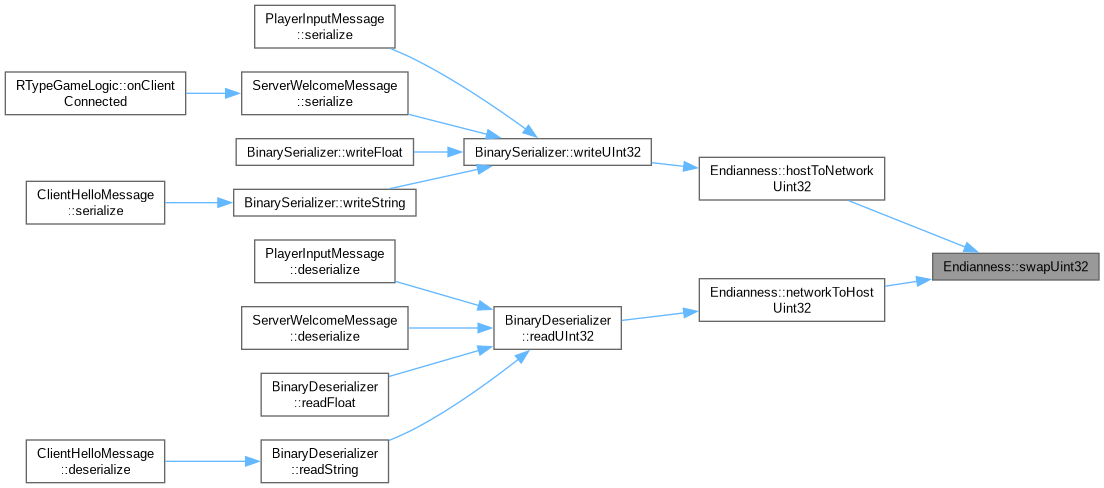 PlayerInputMessage
::serialize
RTypeGameLogic::onClient
Connected
ServerWelcomeMessage
::serialize
BinarySerializer::writeFloat
BinarySerializer::writeUInt32
ClientHelloMessage
::serialize
BinarySerializer::writeString
Endianness::hostToNetwork
Uint32
PlayerInputMessage
::deserialize
Endianness::swapUint32
ServerWelcomeMessage
::deserialize
BinaryDeserializer
::readUInt32
Endianness::networkToHost
Uint32
BinaryDeserializer
::readFloat
ClientHelloMessage
::deserialize
BinaryDeserializer
::readString